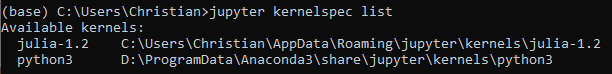 (base) C:\Users\Christian>jupyter kernelspec list
Available kernels:
  julia-1.2    C:\Users\Christian\AppData\Roaming\jupyter\kernels\julia-1.2
  python3      D:\ProgramData\Anaconda3\share\jupyter\kernels\python3